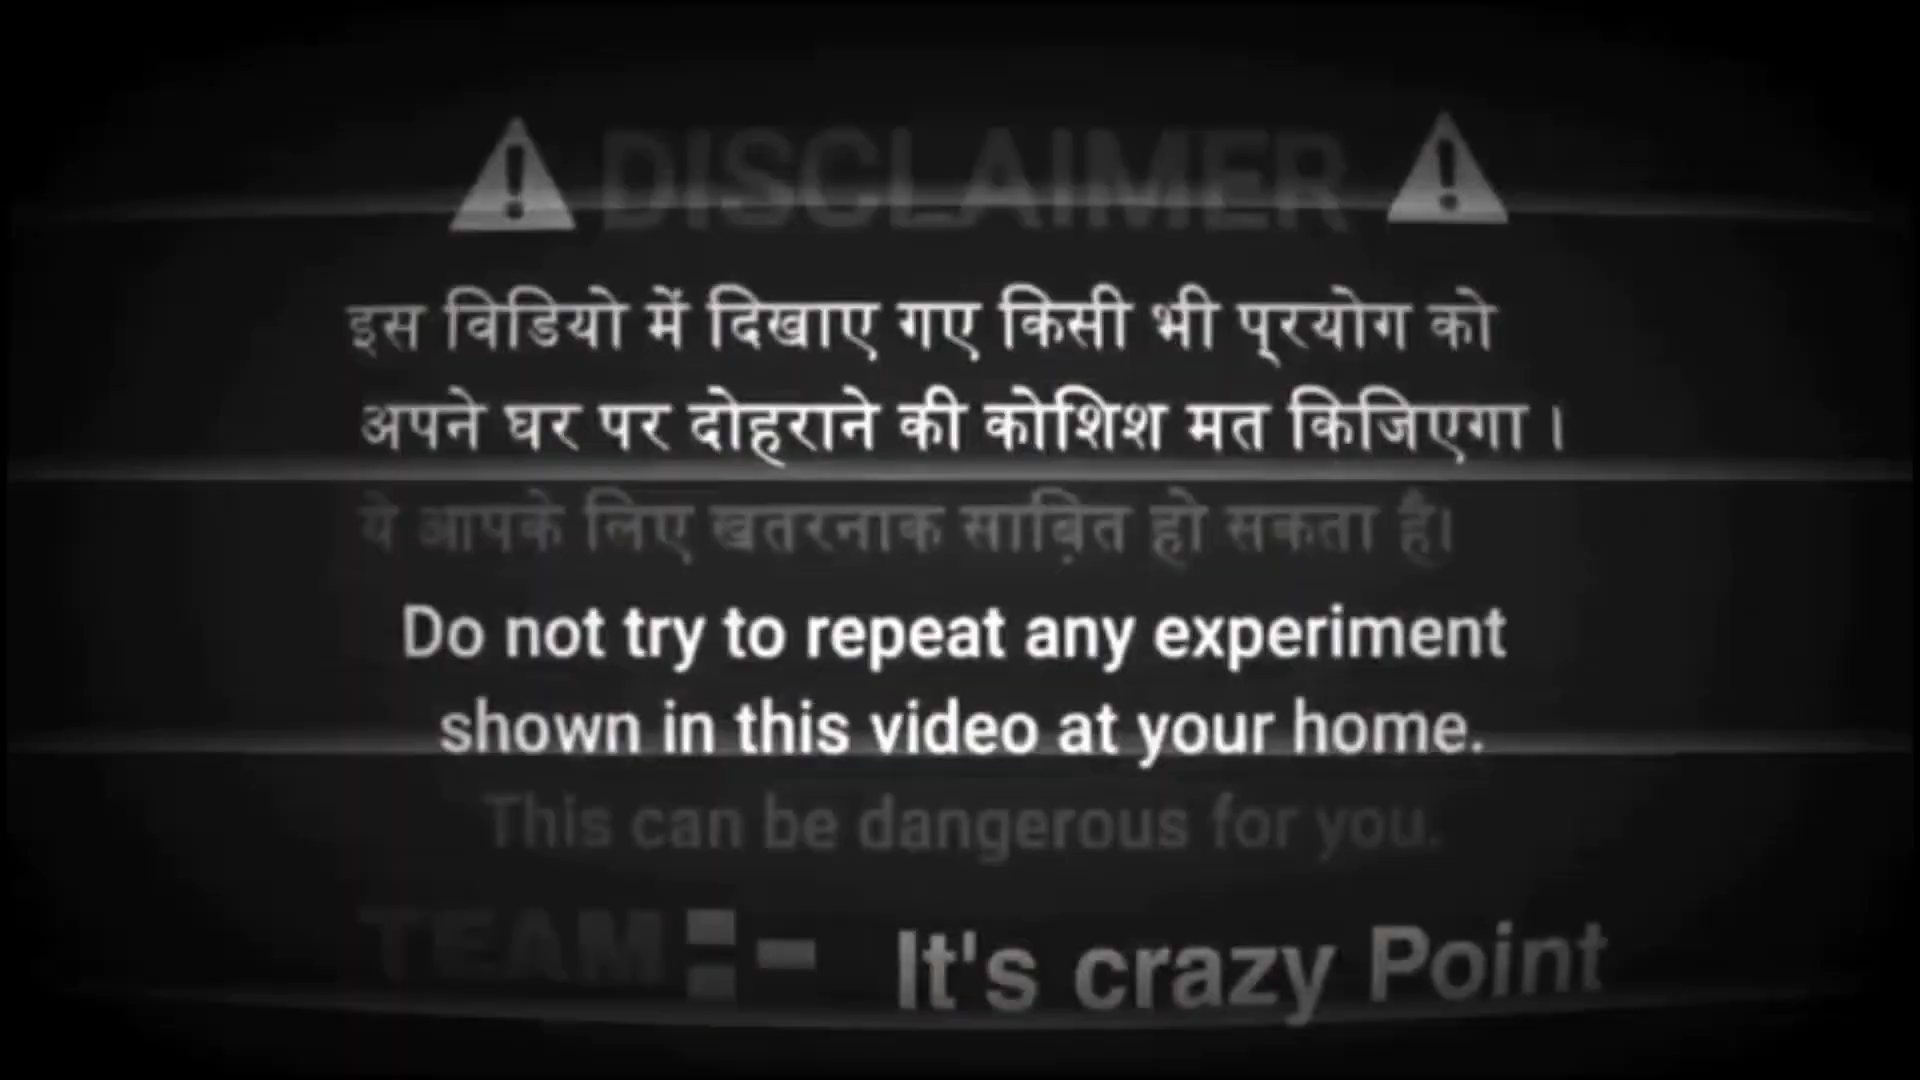 DISCLAIMER
इस विडियो में दिखाए गए किसी भी प्रयोग को
अपने घर पर दोहराने की कोशिश मत किजिएगा ।
ये आपके लिए खतरनाक साबित हो सकता है।
Do not try to repeat any experiment
shown in this video at your home.
This can be dangerous for you.
TEAM :- It's crazy Point